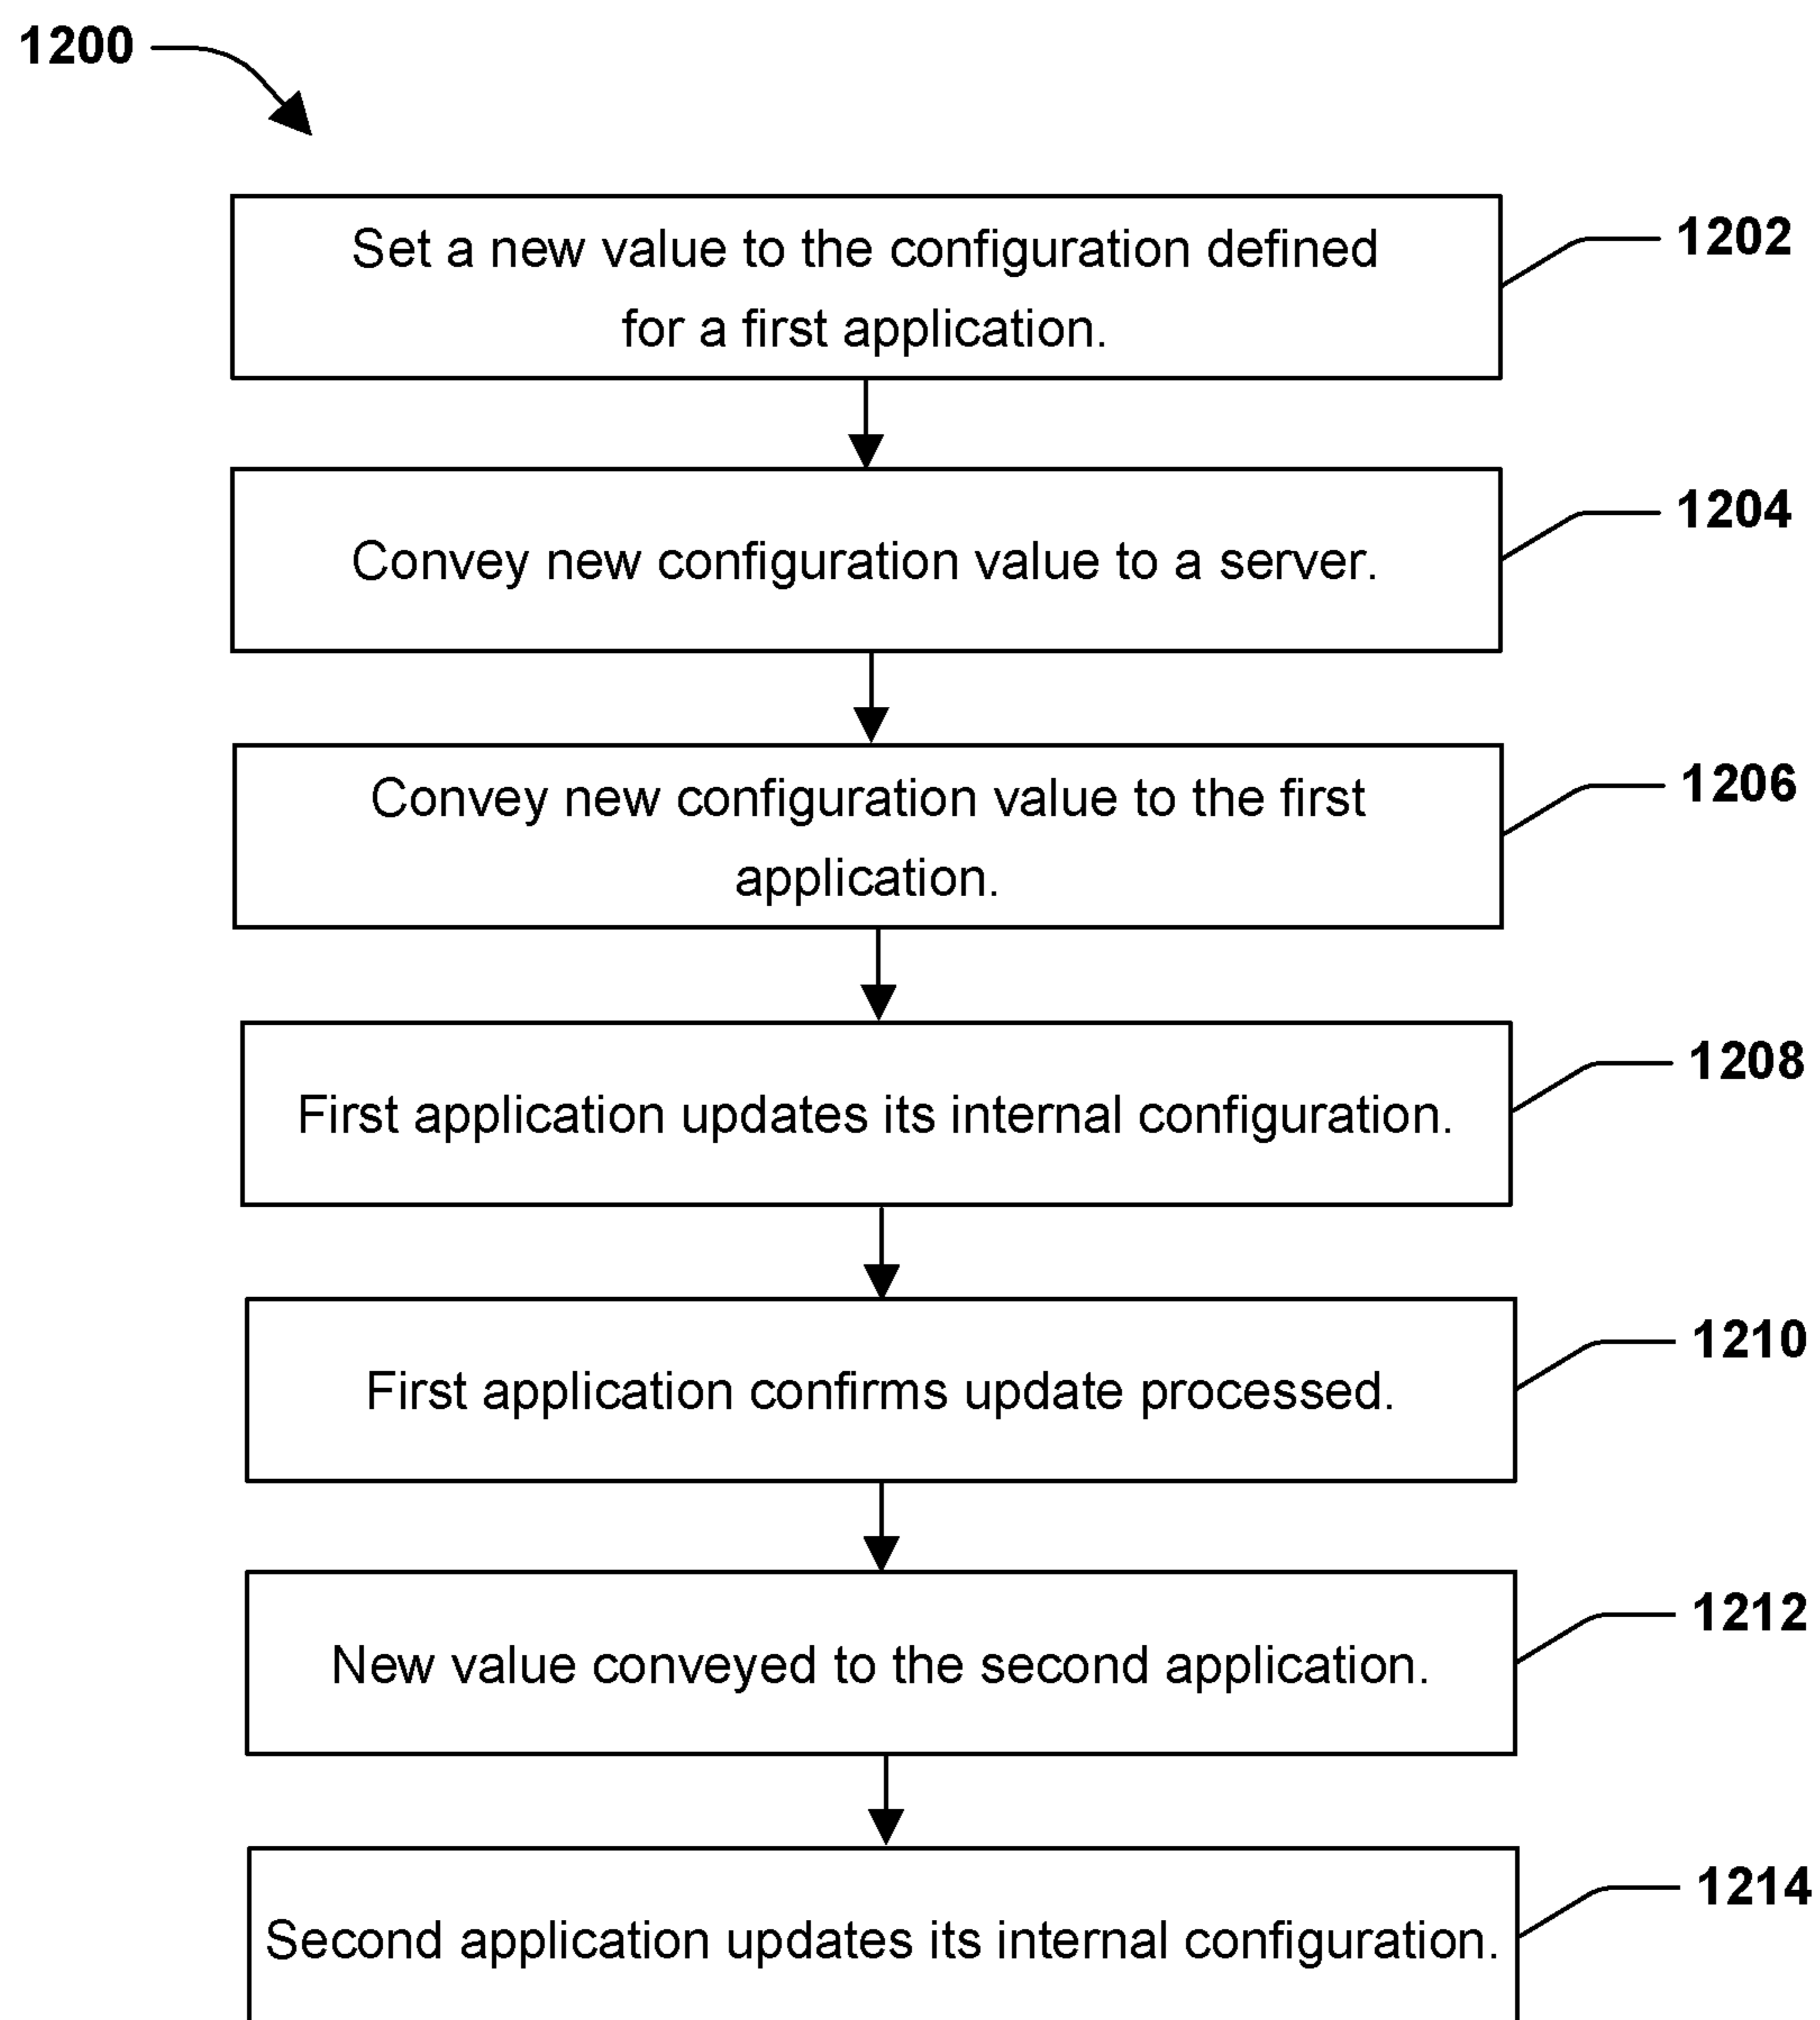 1200
Set a new value to the configuration defined
for a first application.
1202
Convey new configuration value to a server.
1204
Convey new configuration value to the first
application.
1206
First application updates its internal configuration.
1208
First application confirms update processed.
1210
New value conveyed to the second application.
1212
Second application updates its internal configuration.
1214